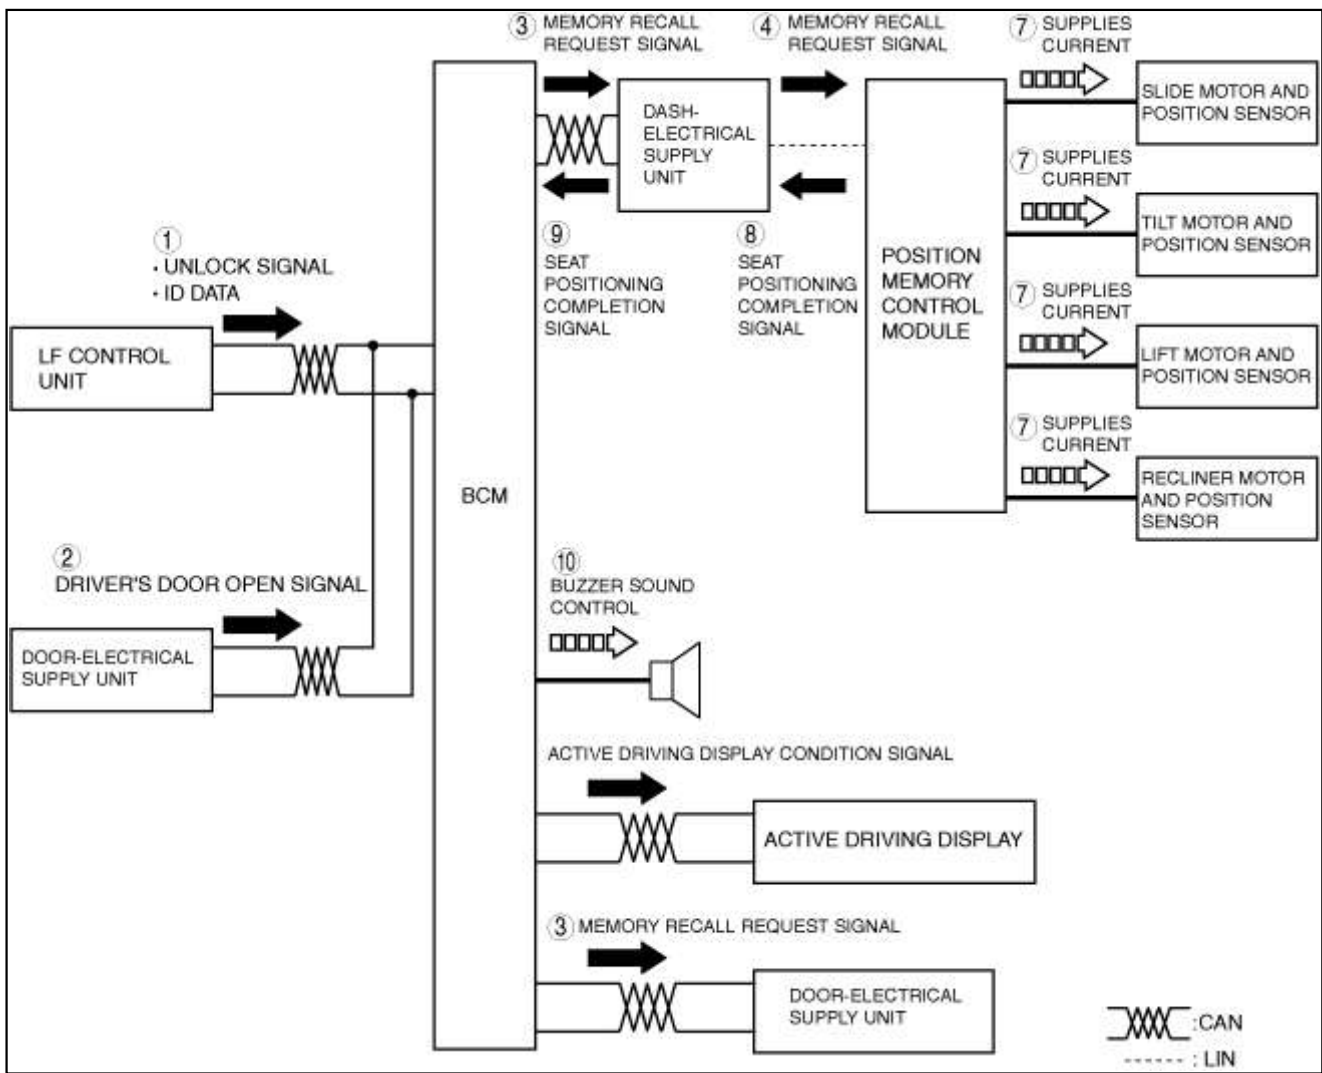 ③ MEMORY RECALL
REQUEST SIGNAL
④ MEMORY RECALL
REQUEST SIGNAL
⑦ SUPPLIES
CURRENT
SLIDE MOTOR AND
POSITION SENSOR
DASH-
ELECTRICAL
SUPPLY
UNIT
⑦ SUPPLIES
CURRENT
TILT MOTOR AND
POSITION SENSOR
①
· UNLOCK SIGNAL
· ID DATA
⑨
SEAT
POSITIONING
COMPLETION
SIGNAL
⑧
SEAT
POSITIONING
COMPLETION
SIGNAL
POSITION
MEMORY
CONTROL
MODULE
⑦ SUPPLIES
CURRENT
LIFT MOTOR AND
POSITION SENSOR
LF CONTROL
UNIT
⑦ SUPPLIES
CURRENT
RECLINER MOTOR
AND POSITION
SENSOR
BCM
②
DRIVER'S DOOR OPEN SIGNAL
DOOR-ELECTRICAL
SUPPLY UNIT
⑩
BUZZER SOUND
CONTROL
ACTIVE DRIVING DISPLAY CONDITION SIGNAL
ACTIVE DRIVING DISPLAY
③ MEMORY RECALL REQUEST SIGNAL
DOOR-ELECTRICAL
SUPPLY UNIT
:CAN
: LIN